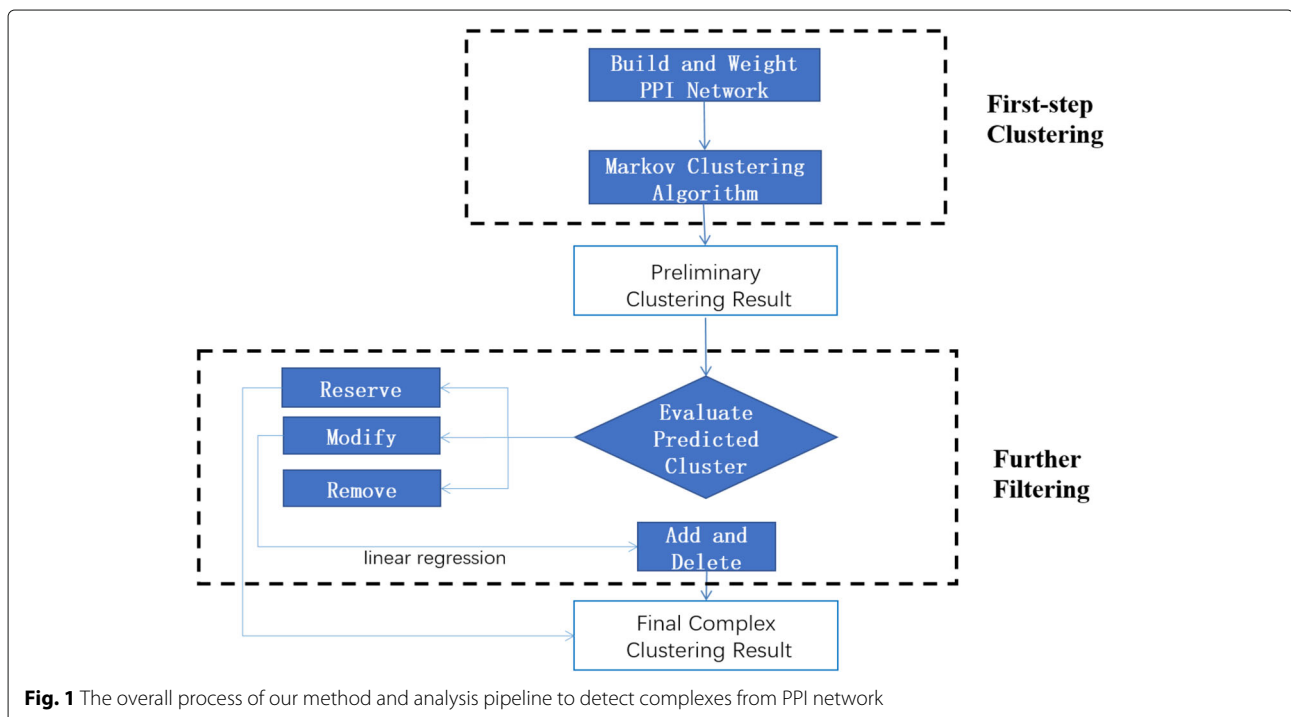 Build and Weight
PPI Network
First-step
Clustering
Markov Clustering
Algorithm
Preliminary
Clustering Result
Reserve
Modify
Remove
Evaluate
Predicted
Cluster
Further
Filtering
linear regression
Add and
Delete
Final Complex
Clustering Result
Fig. 1 The overall process of our method and analysis pipeline to detect complexes from PPI network